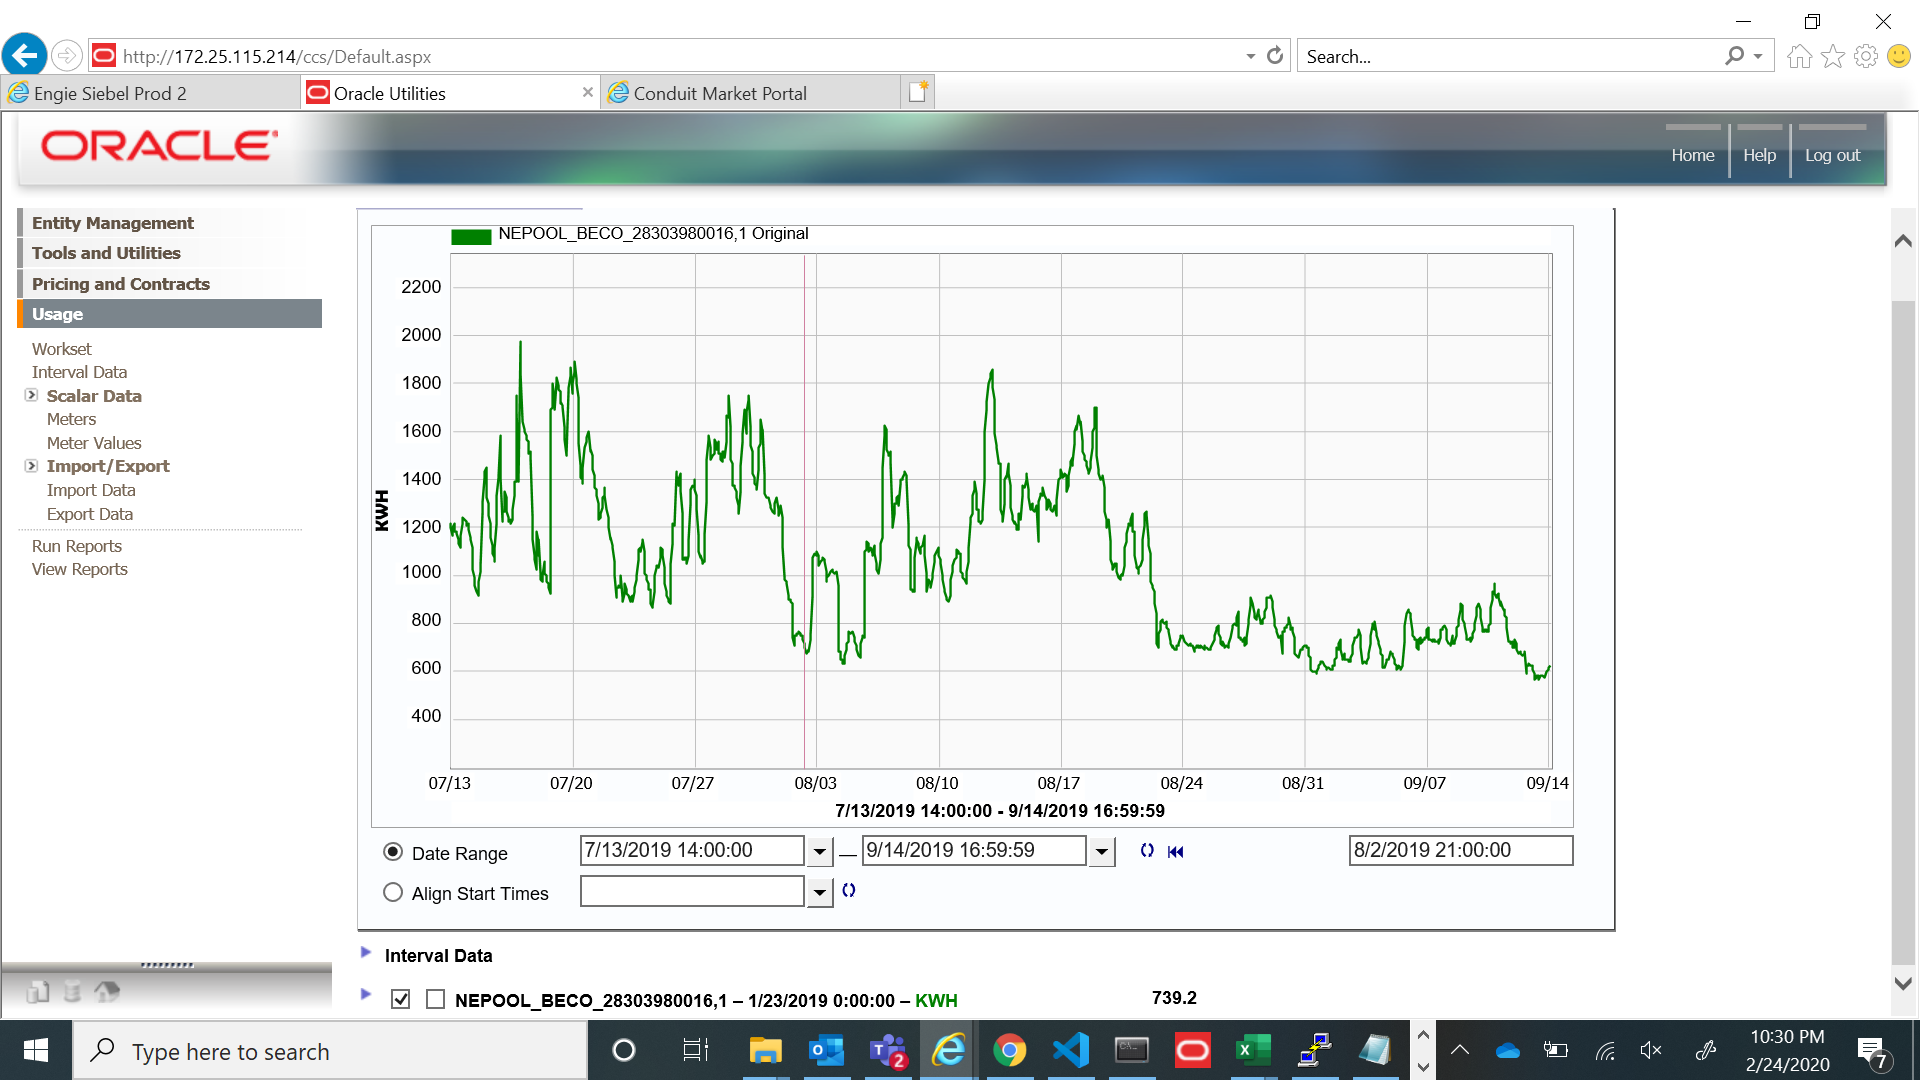 http://172.25.115.214/ccs/Default.aspx
Search...
Engie Siebel Prod 2
Oracle Utilities
Conduit Market Portal
ORACLE
Home
Help
Log out
Entity Management
Tools and Utilities
Pricing and Contracts
Usage
Workset
Interval Data
Scalar Data
Meters
Meter Values
Import/Export
Import Data
Export Data
Run Reports
View Reports
NEPOOL_BECO_28303980016,1 Original
2200
2000
1800
1600
1400
1200
1000
800
600
400
KWH
07/13 07/20 07/27 08/03 08/10 08/17 08/24 08/31 09/07 09/14
7/13/2019 14:00:00 - 9/14/2019 16:59:59
Date Range
7/13/2019 14:00:00
—
9/14/2019 16:59:59
8/2/2019 21:00:00
Align Start Times
Interval Data
NEPOOL_BECO_28303980016,1 – 1/23/2019 0:00:00 – KWH
739.2
Type here to search
2
10:30 PM
2/24/2020
7